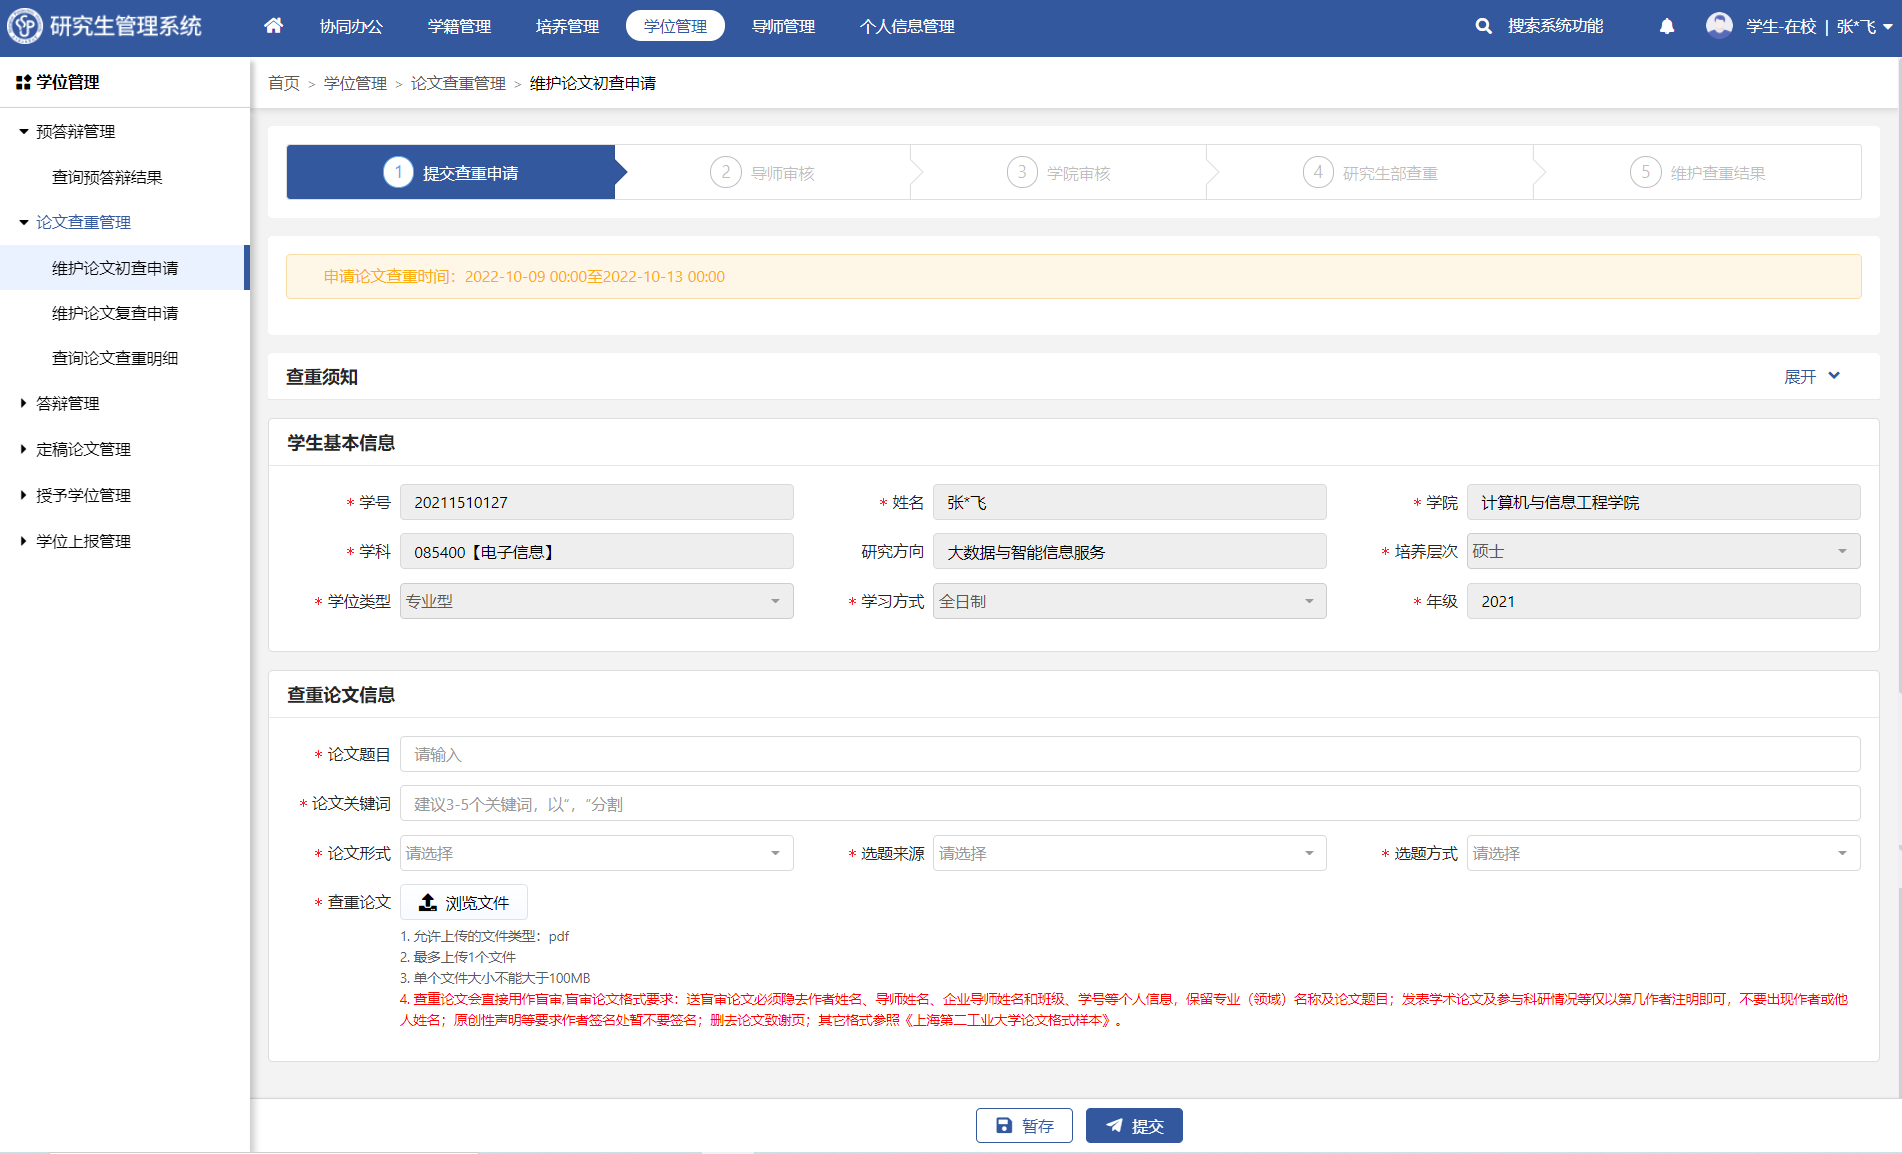 研究生管理系统
协同办公 学籍管理 培养管理 学位管理 导师管理 个人信息管理 搜索系统功能 学生-在校 | 张*飞
学位管理
预答辩管理
查询预答辩结果
论文查重管理
维护论文初查申请
维护论文复查申请
查询论文查重明细
答辩管理
定稿论文管理
授予学位管理
学位上报管理
首页 > 学位管理 > 论文查重管理 > 维护论文初查申请
1 提交查重申请 2 导师审核 3 学院审核 4 研究生部查重 5 维护查重结果
申请论文查重时间：2022-10-09 00:00至2022-10-13 00:00
查重须知 展开
学生基本信息
* 学号 20211510127 * 姓名 张*飞 * 学院 计算机与信息工程学院
* 学科 085400【电子信息】 研究方向 大数据与智能信息服务 * 培养层次 硕士
* 学位类型 专业型 * 学习方式 全日制 * 年级 2021
查重论文信息
* 论文题目 请输入
* 论文关键词 建议3-5个关键词，以“，”分割
* 论文形式 请选择 * 选题来源 请选择 * 选题方式 请选择
* 查重论文 浏览文件
1. 允许上传的文件类型：pdf
2. 最多上传1个文件
3. 单个文件大小不能大于100MB
4. 查重论文会直接用作盲审,盲审论文格式要求：送盲审论文必须隐去作者姓名、导师姓名、企业导师姓名和班级、学号等个人信息，保留专业（领域）名称及论文题目；发表学术论文及参与科研情况等仅以第几作者注明即可，不要出现作者或他
人姓名；原创性声明等要求作者签名处暂不要签名；删去论文致谢页；其它格式参照《上海第二工业大学论文格式样本》。
暂存 提交